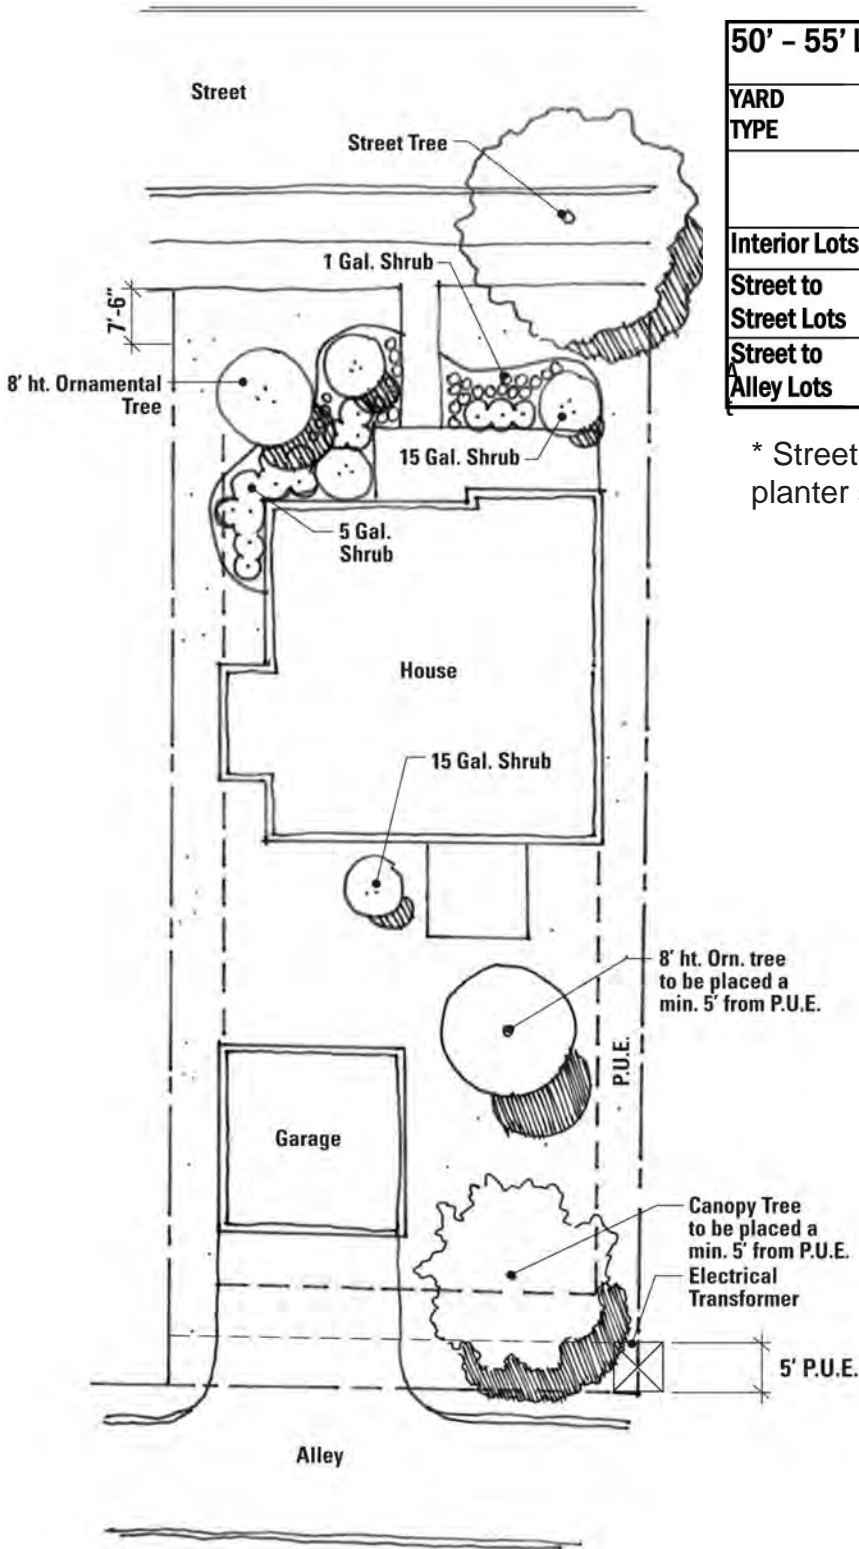 Street
Street Tree
1 Gal. Shrub
7'-6"
8' ht. Ornamental
Tree
15 Gal. Shrub
5 Gal.
Shrub
House
15 Gal. Shrub
8' ht. Orn. tree
to be placed a
min. 5' from P.U.E.
P.U.E.
Garage
Canopy Tree
to be placed a
min. 5' from P.U.E.
Electrical
Transformer
5' P.U.E.
Alley
50' – 55'
YARD
TYPE
Interior Lots
Street to
Street Lots
Street to
Alley Lots
* Street
planter